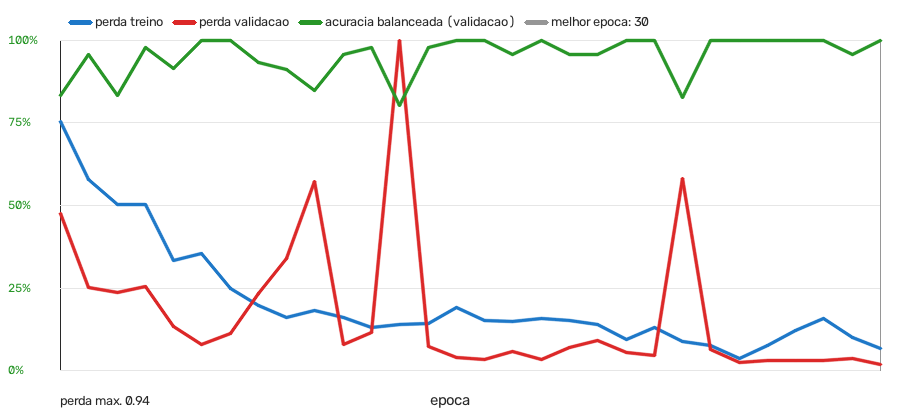 perda treino perda validacao acuracia balanceada (validacao) melhor epoca: 30
100%
75%
50%
25%
0%
perda max. 0.94 epoca